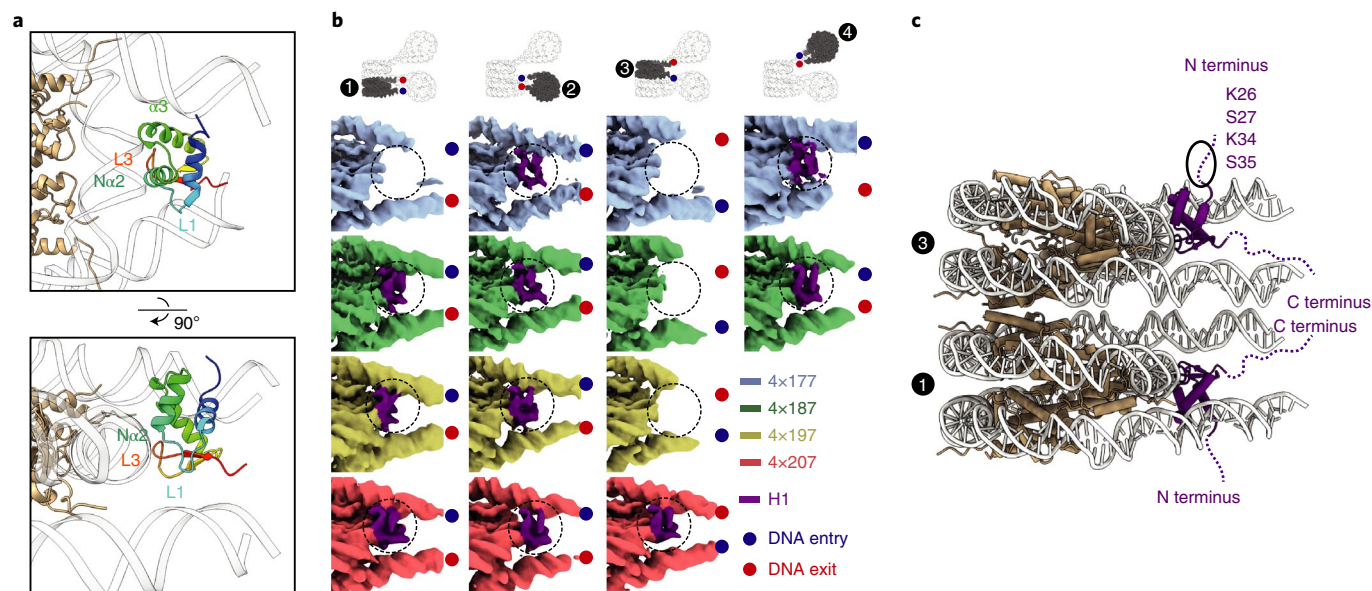 a
α3
L3
Nα2
L1
90°
Nα2
L3
L1
b
1
2
3
4
4×177
4×187
4×197
4×207
H1
DNA entry
DNA exit
c
N terminus
K26
S27
K34
S35
3
C terminus
C terminus
1
N terminus